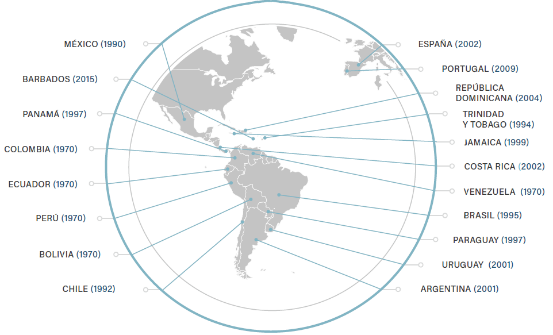 MÉXICO (1990)
BARBADOS (2015)
PANAMÁ (1997)
COLOMBIA (1970)
ECUADOR (1970)
PERÚ (1970)
BOLIVIA (1970)
CHILE (1992)
ESPAÑA (2002)
PORTUGAL (2009)
REPÚBLICA
DOMINICANA (2004)
TRINIDAD
Y TOBAGO (1994)
JAMAICA (1999)
COSTA RICA (2002)
VENEZUELA (1970)
BRASIL (1995)
PARAGUAY (1997)
URUGUAY (2001)
ARGENTINA (2001)